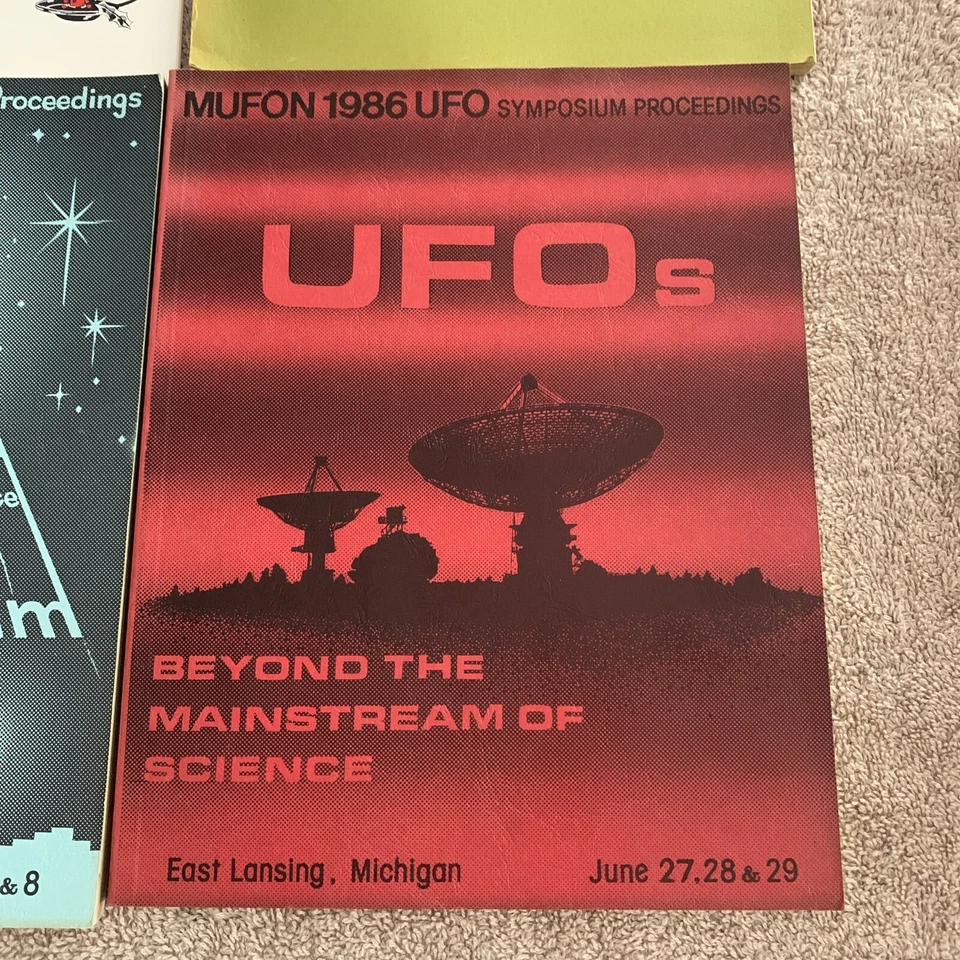 roceedings
& 8
MUFON 1986 UFO SYMPOSIUM PROCEEDINGS
UFOs
BEYOND THE
MAINSTREAM OF
SCIENCE
East Lansing, Michigan
June 27, 28 & 29